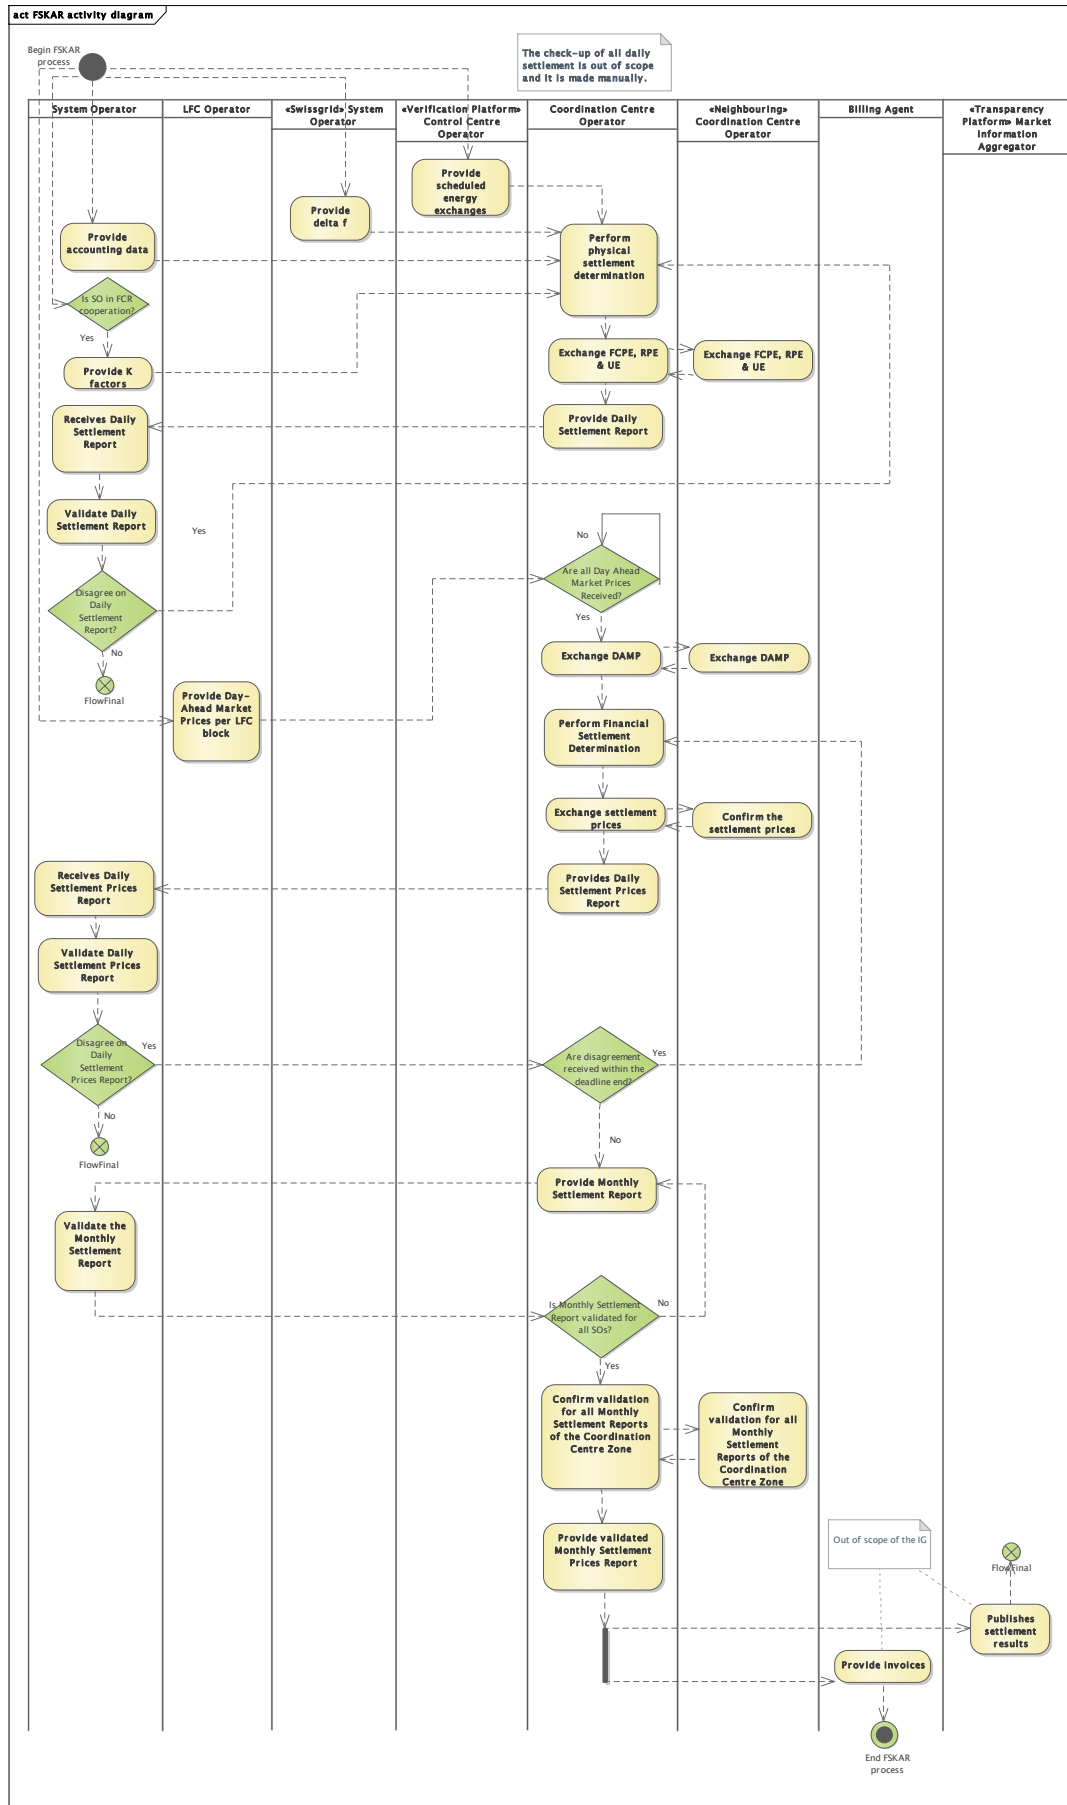 act FSKAR activity diagram
Begin FSKAR
process
The check-up of all daily
settlement is out of scope
and it is made manually.
System Operator
LFC Operator
«Swissgrid» System
Operator
«Verification Platform»
Control Centre
Operator
Coordination Centre
Operator
«Neighbouring»
Coordination Centre
Operator
Billing Agent
«Transparency
Platform» Market
Information
Aggregator
Provide
scheduled
energy
exchanges
Provide
delta f
Provide
accounting data
Perform
physical
settlement
determination
Is SO in FCR
cooperation?
Yes
Provide K
factors
Exchange FCPE, RPE
& UE
Exchange FCPE, RPE
& UE
Provide Daily
Settlement Report
Receives Daily
Settlement
Report
Validate Daily
Settlement Report
Yes
Disagree on
Daily
Settlement
Report?
No
FlowFinal
No
Are all Day Ahead
Market Prices
Received?
Yes
Exchange DAMP
Exchange DAMP
Provide Day-
Ahead Market
Prices per LFC
block
Perform Financial
Settlement
Determination
Exchange settlement
prices
Confirm the
settlement prices
Provides Daily
Settlement Prices
Report
Receives Daily
Settlement Prices
Report
Validate Daily
Settlement Prices
Report
Disagree on
Daily
Settlement
Prices Report?
Yes
No
FlowFinal
Are disagreement
received within the
deadline end?
Yes
No
Provide Monthly
Settlement Report
Validate the
Monthly
Settlement
Report
Is Monthly Settlement
Report validated for
all SOs?
No
Yes
Confirm validation
for all Monthly
Settlement Reports
of the Coordination
Centre Zone
Confirm
validation for all
Monthly
Settlement
Reports of the
Coordination
Centre Zone
Provide validated
Monthly Settlement
Prices Report
Out of scope of the IG
FlowFinal
Publishes
settlement
results
Provide invoices
End FSKAR
process